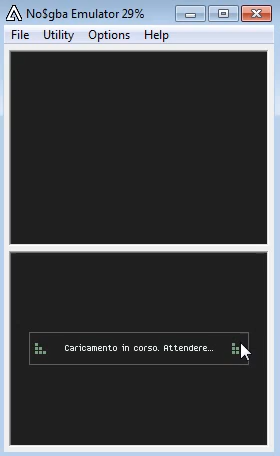 No$gba Emulator 29%
File Utility Options Help
Caricamento in corso. Attendere...